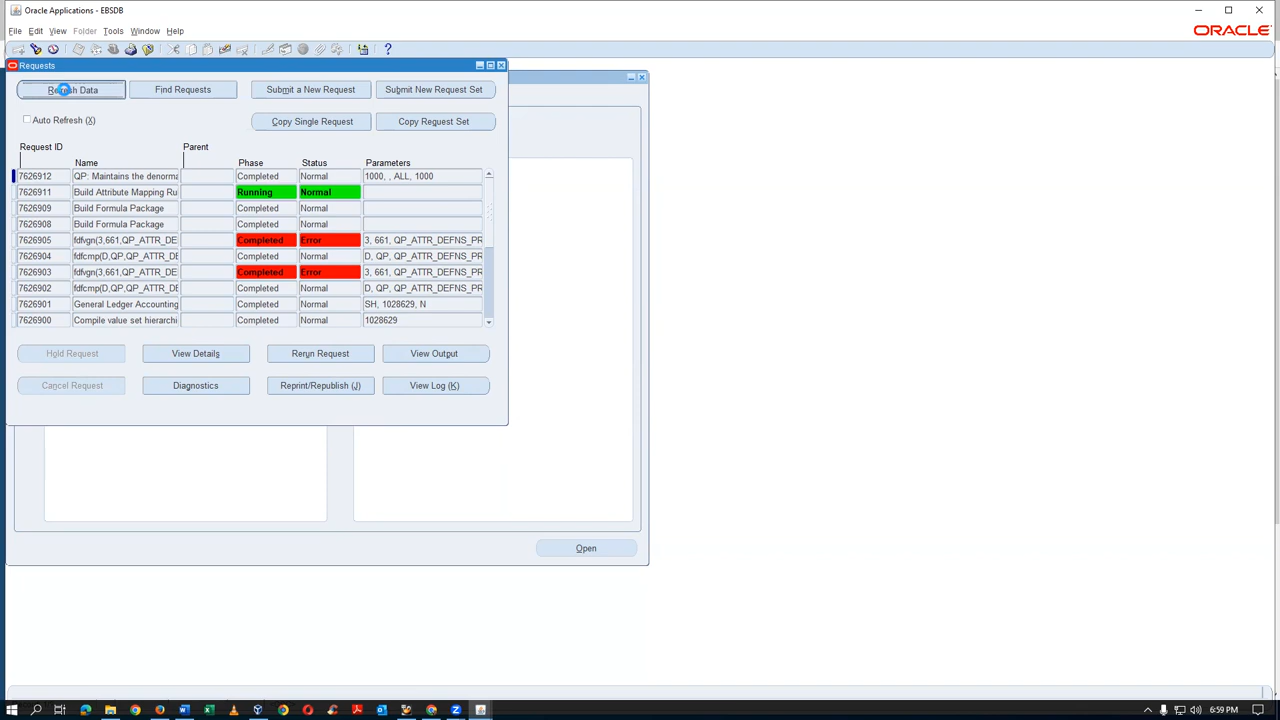 Oracle Applications - EBSDB
File Edit View Folder Tools Window Help
ORACLE
Requests
Refresh Data Find Requests Submit a New Request Submit New Request Set
Auto Refresh (X) Copy Single Request Copy Request Set
Request ID Parent
Name Phase Status Parameters
7626912 QP: Maintains the denorma Completed Normal 1000, , ALL, 1000
7626911 Build Attribute Mapping Ru Running Normal
7626909 Build Formula Package Completed Normal
7626908 Build Formula Package Completed Normal
7626905 fdfvgn(3,661,QP_ATTR_DE Completed Error 3, 661, QP_ATTR_DEFNS_PR
7626904 fdfcmp(D,QP,QP_ATTR_DE Completed Normal D, QP, QP_ATTR_DEFNS_PR
7626903 fdfvgn(3,661,QP_ATTR_DE Completed Error 3, 661, QP_ATTR_DEFNS_PR
7626902 fdfcmp(D,QP,QP_ATTR_DE Completed Normal D, QP, QP_ATTR_DEFNS_PR
7626901 General Ledger Accounting Completed Normal SH, 1028629, N
7626900 Compile value set hierarchi Completed Normal 1028629
Hold Request View Details Rerun Request View Output
Cancel Request Diagnostics Reprint/Republish (J) View Log (K)
Open
6:59 PM